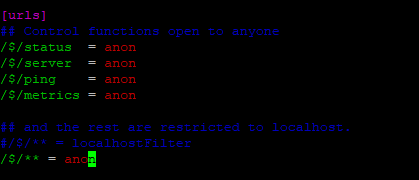 [urls]
## Control functions open to anyone
/$/status  = anon
/$/server  = anon
/$/ping    = anon
/$/metrics = anon
## and the rest are restricted to localhost.
#/$/** = localhostFilter
/$/** = anon